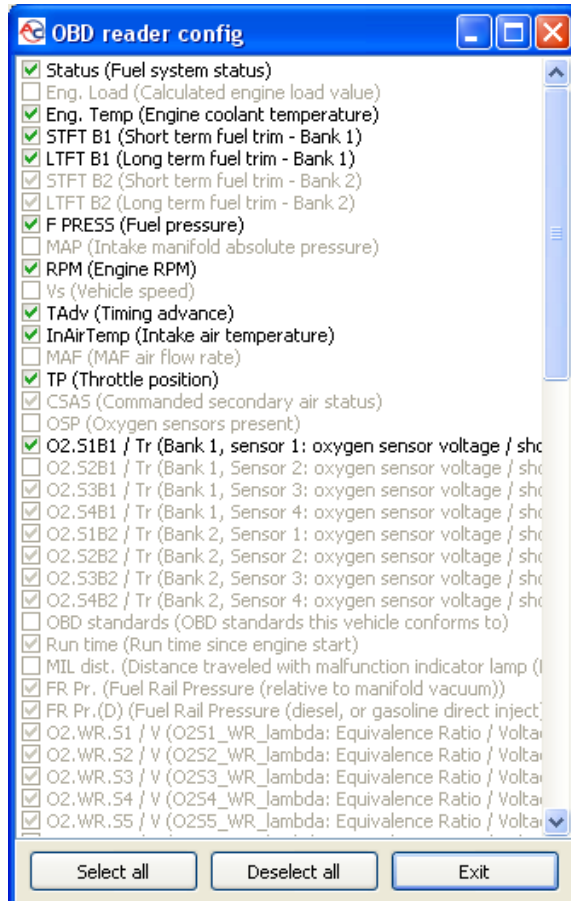 OBD reader config
Status (Fuel system status)
Eng. Load (Calculated engine load value)
Eng. Temp (Engine coolant temperature)
STFT B1 (Short term fuel trim - Bank 1)
LTFT B1 (Long term fuel trim - Bank 1)
STFT B2 (Short term fuel trim - Bank 2)
LTFT B2 (Long term fuel trim - Bank 2)
F PRESS (Fuel pressure)
MAP (Intake manifold absolute pressure)
RPM (Engine RPM)
Vs (Vehicle speed)
TAdv (Timing advance)
InAirTemp (Intake air temperature)
MAF (MAF air flow rate)
TP (Throttle position)
CSAS (Commanded secondary air status)
OSP (Oxygen sensors present)
O2.S1B1 / Tr (Bank 1, sensor 1: oxygen sensor voltage / sho
O2.S2B1 / Tr (Bank 1, Sensor 2: oxygen sensor voltage / sho
O2.S3B1 / Tr (Bank 1, Sensor 3: oxygen sensor voltage / sho
O2.S4B1 / Tr (Bank 1, Sensor 4: oxygen sensor voltage / sho
O2.S1B2 / Tr (Bank 2, Sensor 1: oxygen sensor voltage / sho
O2.S2B2 / Tr (Bank 2, Sensor 2: oxygen sensor voltage / sho
O2.S3B2 / Tr (Bank 2, Sensor 3: oxygen sensor voltage / sho
O2.S4B2 / Tr (Bank 2, Sensor 4: oxygen sensor voltage / sho
OBD standards (OBD standards this vehicle conforms to)
Run time (Run time since engine start)
MIL dist. (Distance traveled with malfunction indicator lamp (
FR Pr. (Fuel Rail Pressure (relative to manifold vacuum))
FR Pr.(D) (Fuel Rail Pressure (diesel, or gasoline direct inject)
O2.WR.S1 / V (O2S1_WR_lambda: Equivalence Ratio / Volta
O2.WR.S2 / V (O2S2_WR_lambda: Equivalence Ratio / Volta
O2.WR.S3 / V (O2S3_WR_lambda: Equivalence Ratio / Volta
O2.WR.S4 / V (O2S4_WR_lambda: Equivalence Ratio / Volta
O2.WR.S5 / V (O2S5_WR_lambda: Equivalence Ratio / Volta
Select all
Deselect all
Exit